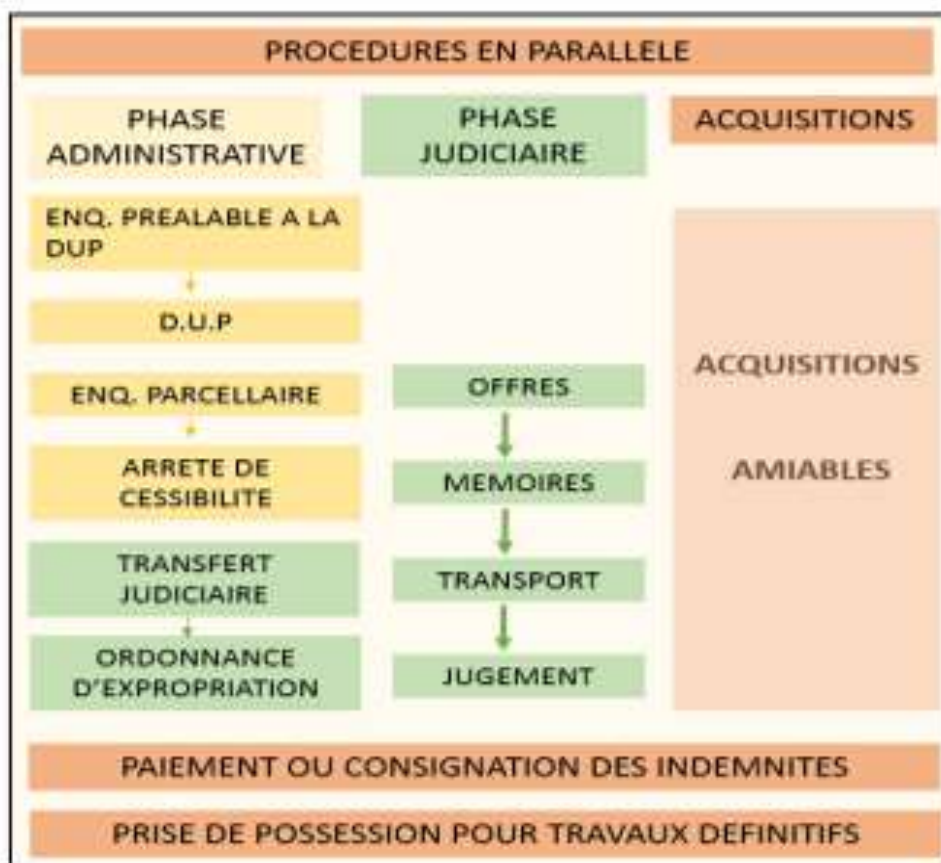 PROCEDURES EN PARALLELE
PHASE
ADMINISTRATIVE
PHASE
JUDICIAIRE
ACQUISITIONS
ENQ. PREALABLE A LA
DUP
D.U.P
ENQ. PARCELLAIRE
ARRETE DE
CESSIBILITE
TRANSFERT
JUDICIAIRE
ORDONNANCE
D'EXPROPRIATION
OFFRES
MEMOIRES
TRANSPORT
JUGEMENT
ACQUISITIONS
AMIABLES
PAIEMENT OU CONSIGNATION DES INDEMNITES
PRISE DE POSSESSION POUR TRAVAUX DEFINITIFS